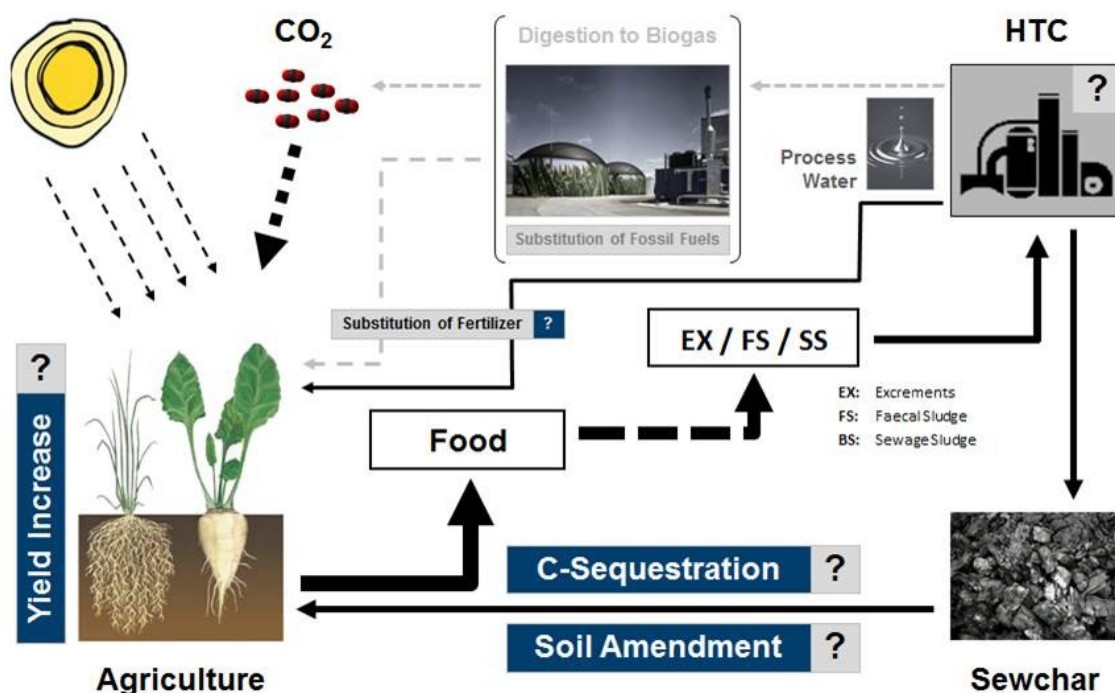 CO₂
Digestion to Biogas
HTC
?
Process
Water
Substitution of Fossil Fuels
Substitution of Fertilizer ?
EX / FS / SS
?
Yield Increase
EX: Excrements
FS: Faecal Sludge
BS: Sewage Sludge
Food
C-Sequestration ?
Soil Amendment ?
Agriculture
Sewchar